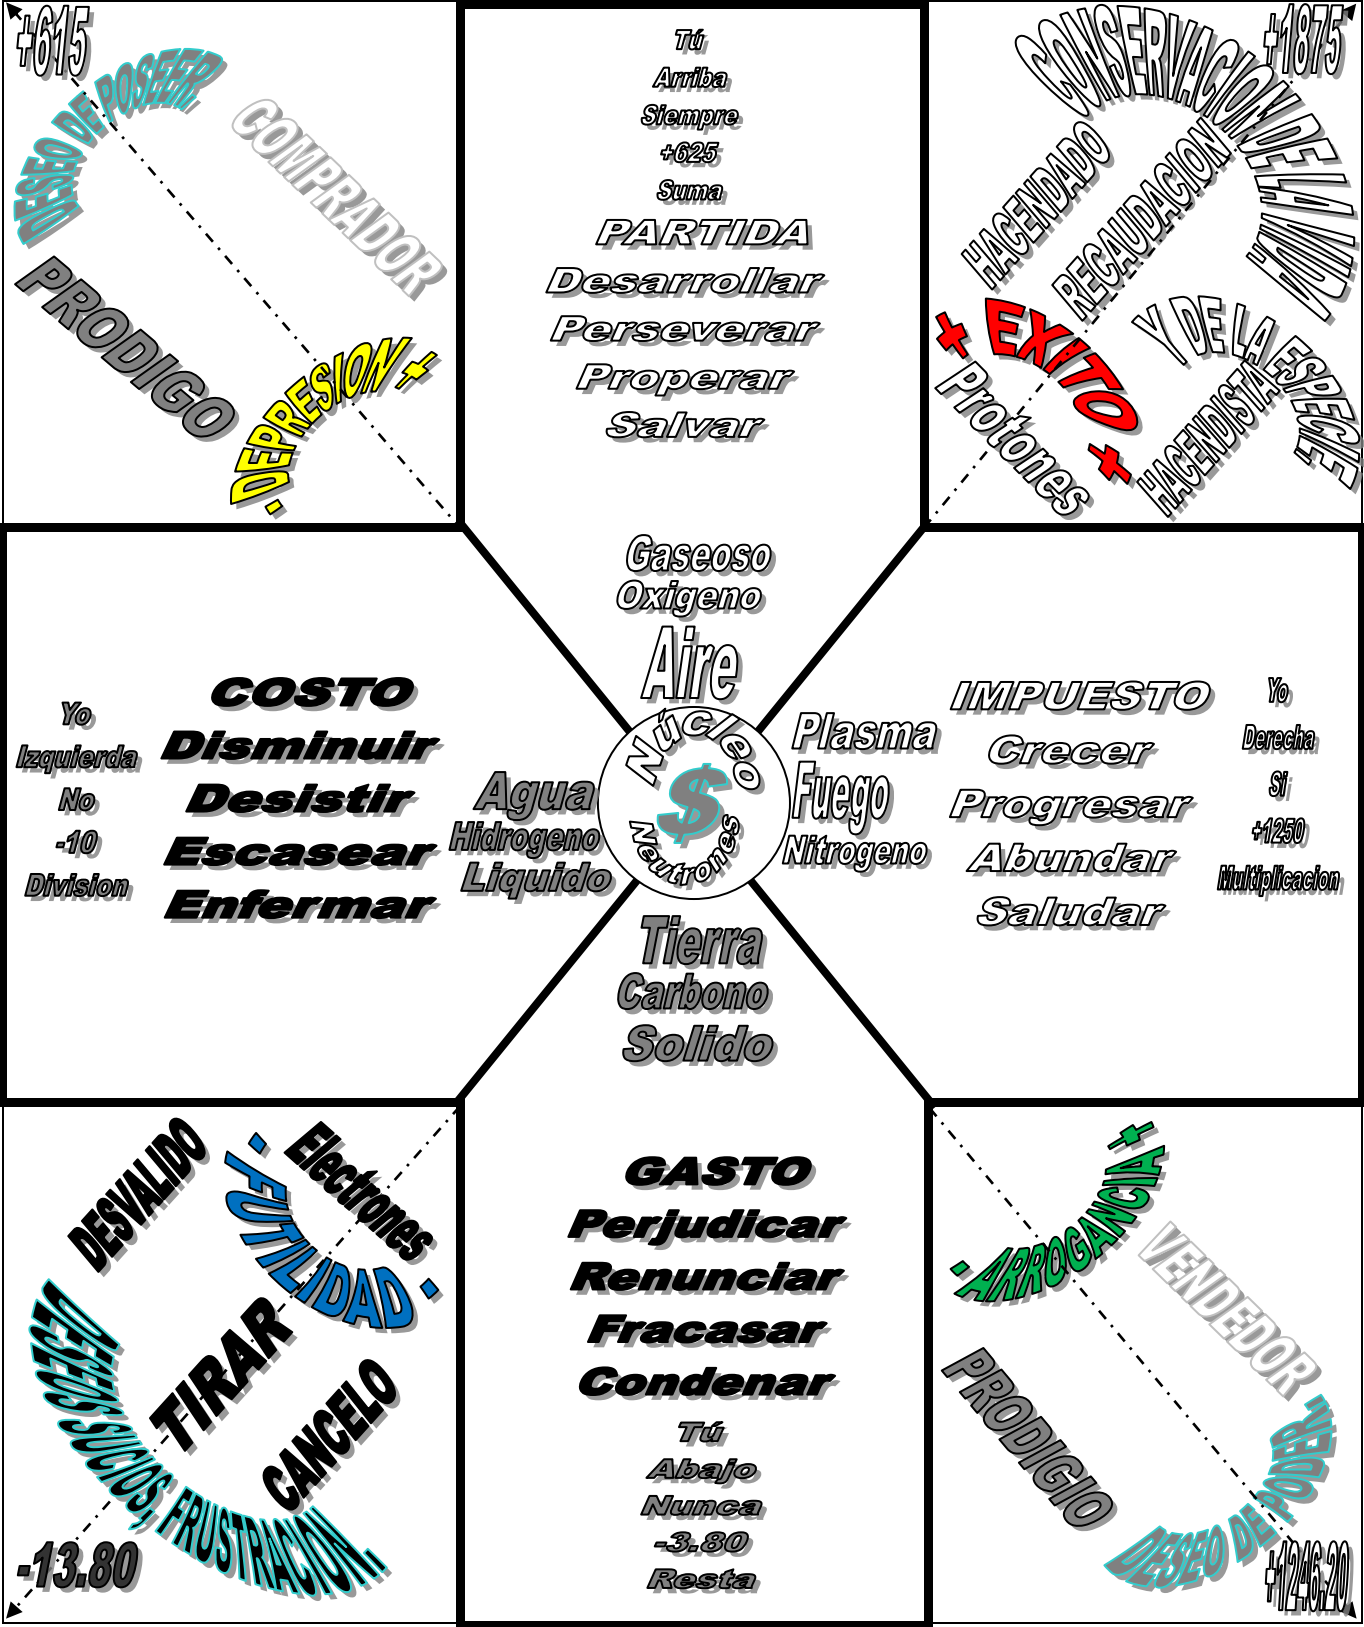 +615
DESEO DE POSEER
COMPRADOR
PRODIGO
- DEPRESION +
Tú
Arriba
Siempre
+625
Suma
PARTIDA
Desarrollar
Perseverar
Properar
Salvar
+1875
CONSERVACION DE LA VIDA
HACENDADO
RECAUDACION
+ EXITO +
Protones
Y DE LA ESPECIE
HACENDISTA
Gaseoso
Oxigeno
Aire
Yo
Izquierda
No
-10
Division
COSTO
Disminuir
Desistir
Escasear
Enfermar
Agua
Hidrogeno
Liquido
Núcleo
$
Neutrones
Plasma
Fuego
Nitrogeno
IMPUESTO
Crecer
Progresar
Abundar
Saludar
Yo
Derecha
Si
+1250
Multiplicacion
Tierra
Carbono
Solido
DESVALIDO
- FUTILIDAD -
Electrones
TIRAR
CANCELO
DESEOS SUCIOS, FRUSTRACION.
-13.80
GASTO
Perjudicar
Renunciar
Fracasar
Condenar
Tú
Abajo
Nunca
-3.80
Resta
- ARROGANCIA +
VENDEDOR
PRODIGIO
DESEO DE PODER.
+1246.20